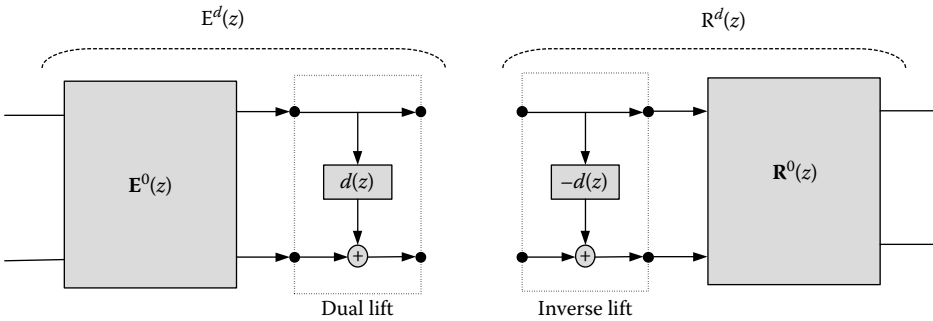 E^d(z)
R^d(z)
E^0(z)
d(z)
+
Dual lift
−d(z)
+
Inverse lift
R^0(z)